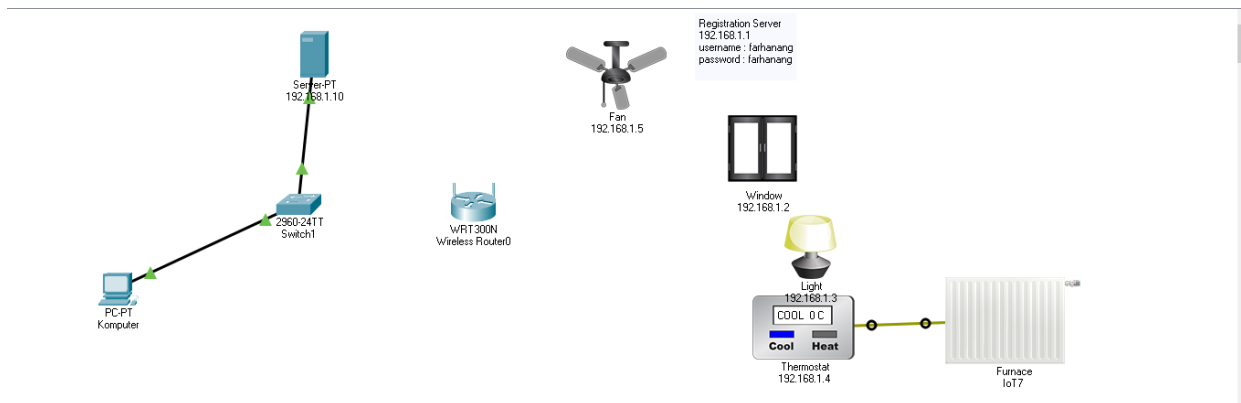 Registration Server
192.168.1.1
username : farhanang
password : farhanang
Server-PT
192.168.1.10
Fan
192.168.1.5
Window
192.168.1.2
2960-24TT
Switch1
WRT300N
Wireless Router0
Light
192.168.1.3
PC-PT
Komputer
COOL 0 C
Cool Heat
Thermostat
192.168.1.4
Furnace
IoT7